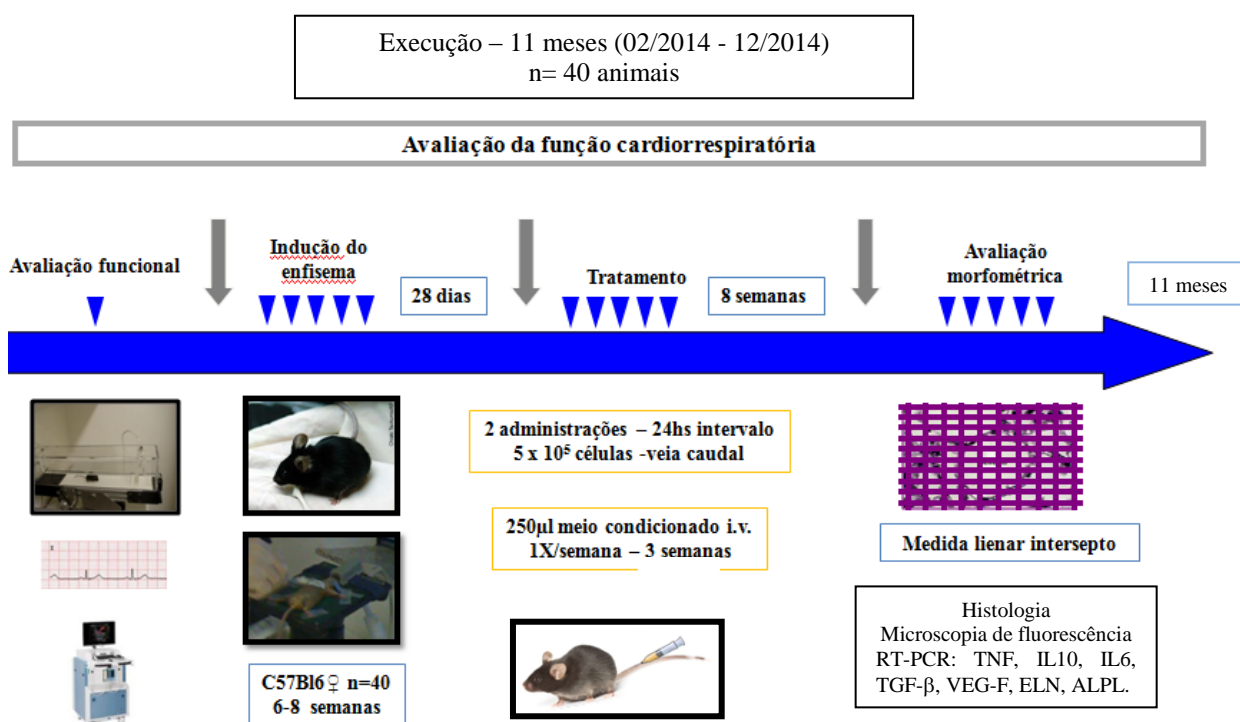 Execução – 11 meses (02/2014 - 12/2014)
n= 40 animais
Avaliação da função cardiorrespiratória
Avaliação funcional
Indução do
enfisema
28 dias
Tratamento
8 semanas
Avaliação
morfométrica
11 meses
2 administrações – 24hs intervalo
5 x 10⁵ células -veia caudal
250µl meio condicionado i.v.
1X/semana – 3 semanas
C57Bl6♀ n=40
6-8 semanas
Medida lienar intersepto
Histologia
Microscopia de fluorescência
RT-PCR: TNF, IL10, IL6,
TGF-β, VEG-F, ELN, ALPL.